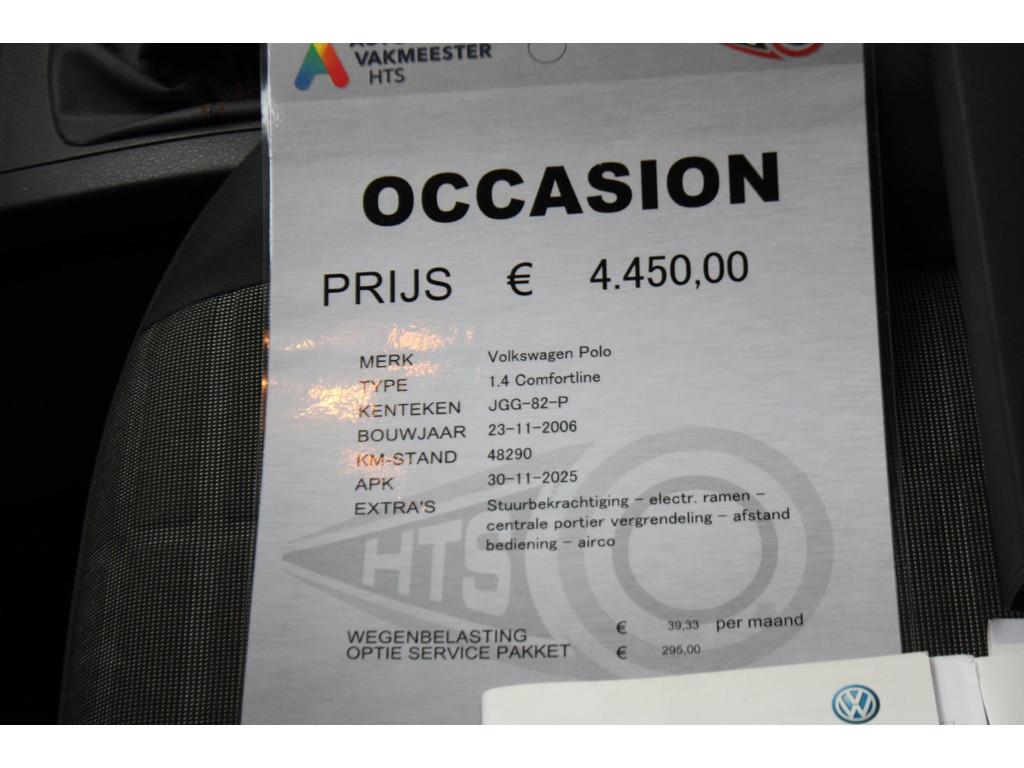 VAKMEESTER
HTS
OCCASION
PRIJS € 4.450,00
MERK Volkswagen Polo
TYPE 1.4 Comfortline
KENTEKEN JGG-82-P
BOUWJAAR 23-11-2006
KM-STAND 48290
APK 30-11-2025
EXTRA'S Stuurbekrachtiging - electr. ramen -
centrale portier vergrendeling - afstand
bediening - airco
HTS
WEGENBELASTING € 39,33 per maand
OPTIE SERVICE PAKKET € 295,00
VW